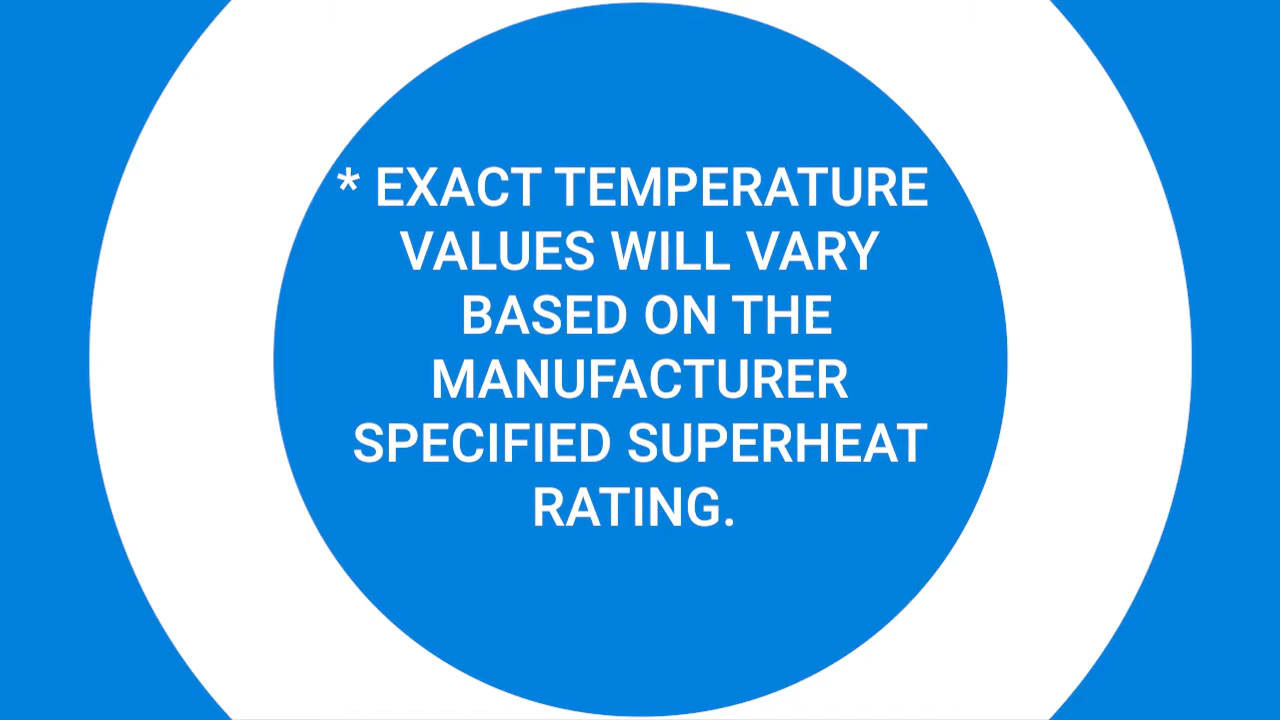 * EXACT TEMPERATURE
VALUES WILL VARY
BASED ON THE
MANUFACTURER
SPECIFIED SUPERHEAT
RATING.